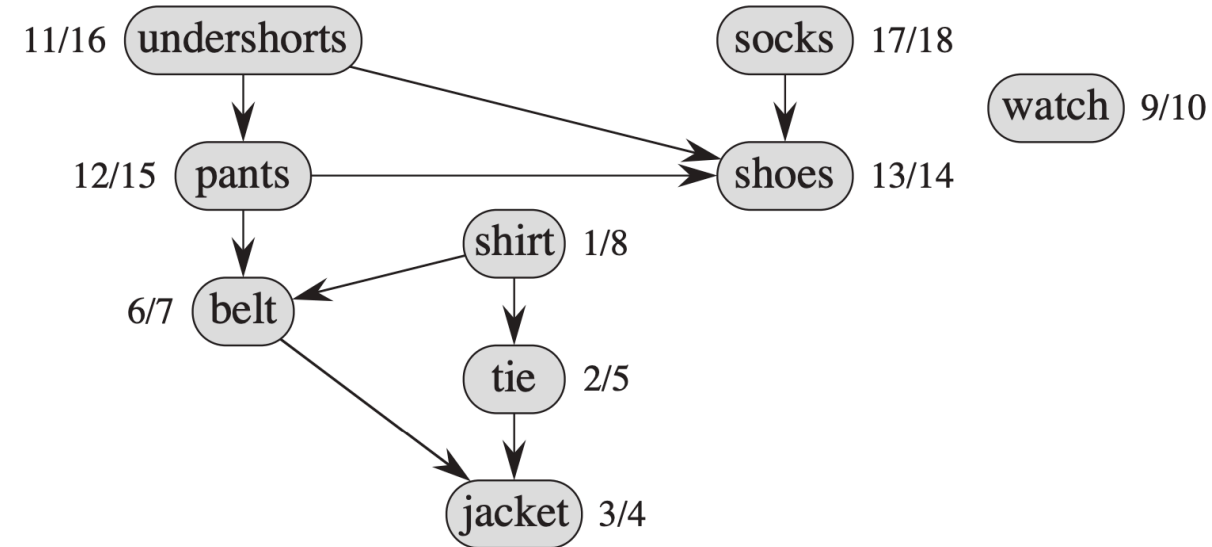 11/16 undershorts socks 17/18
watch 9/10
12/15 pants shoes 13/14
shirt 1/8
6/7 belt
tie 2/5
jacket 3/4